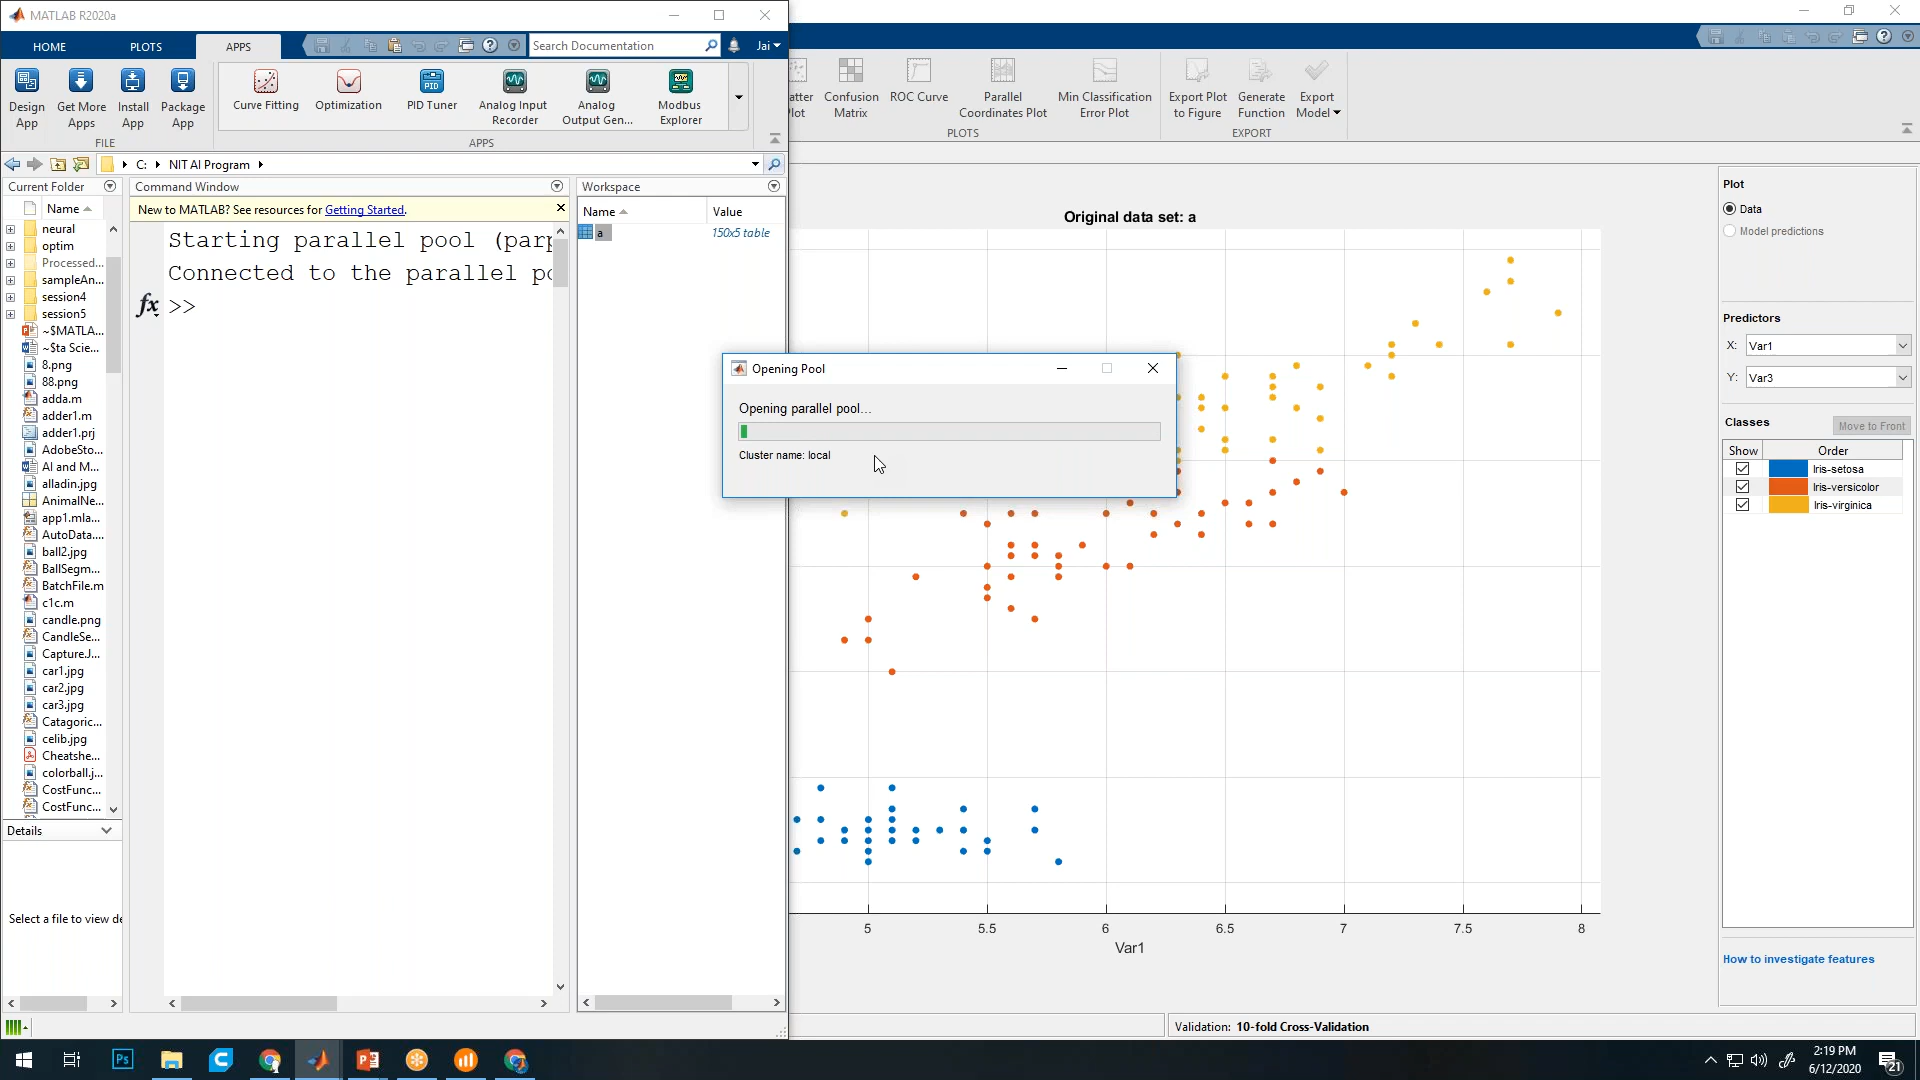 MATLAB R2020a
HOME
PLOTS
APPS
Search Documentation
Jai
Design
App
Get More
Apps
Install
App
Package
App
Curve Fitting
Optimization
PID Tuner
Analog Input
Recorder
Analog
Output Gen...
Modbus
Explorer
FILE
APPS
Plot
Confusion
Matrix
ROC Curve
Parallel
Coordinates Plot
Min Classification
Error Plot
Export Plot
to Figure
Generate
Function
Export
Model
PLOTS
EXPORT
C:
NIT AI Program
Current Folder
Name
neural
optim
Processed...
sampleAn...
session4
session5
~$MATLA...
~$ta Scie...
8.png
88.png
adda.m
adder1.m
adder1.prj
AdobeSto...
AI and M...
alladin.jpg
AnimalNe...
app1.mla...
AutoData....
ball2.jpg
BallSegm...
BatchFile.m
c1c.m
candle.png
CandleSe...
CaptureJ...
car1.jpg
car2.jpg
car3.jpg
Catagoric...
celib.jpg
Cheatshe...
colorball.j...
CostFunc...
CostFunc...
Details
Select a file to view de
Command Window
New to MATLAB? See resources for Getting Started.
Starting parallel pool (parp
Connected to the parallel po
fx >>
Workspace
Name
Value
a
150x5 table
Original data set: a
Opening Pool
Opening parallel pool...
Cluster name: local
5
5.5
6
6.5
7
7.5
8
Var1
Plot
Data
Model predictions
Predictors
X: Var1
Y: Var3
Classes
Move to Front
Show
Order
Iris-setosa
Iris-versicolor
Iris-virginica
How to investigate features
Validation: 10-fold Cross-Validation
Ps
2:19 PM
6/12/2020
21